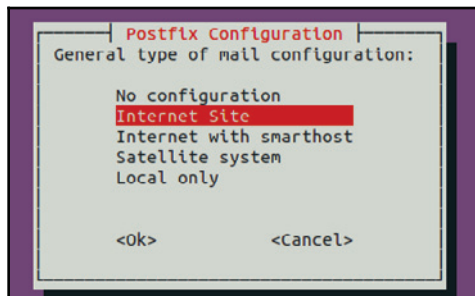 Postfix Configuration
General type of mail configuration:
No configuration
Internet Site
Internet with smarthost
Satellite system
Local only
<Ok> <Cancel>